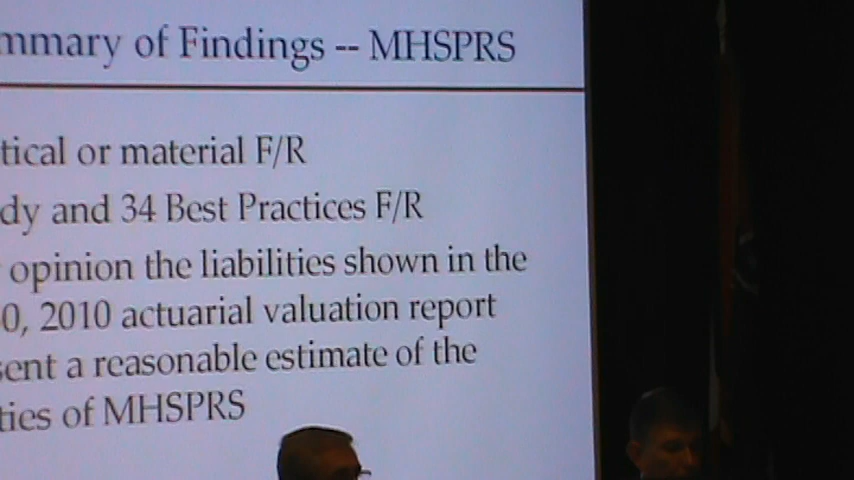 mmary of Findings -- MHSPRS
tical or material F/R
dy and 34 Best Practices F/R
opinion the liabilities shown in the
0, 2010 actuarial valuation report
sent a reasonable estimate of the
ties of MHSPRS